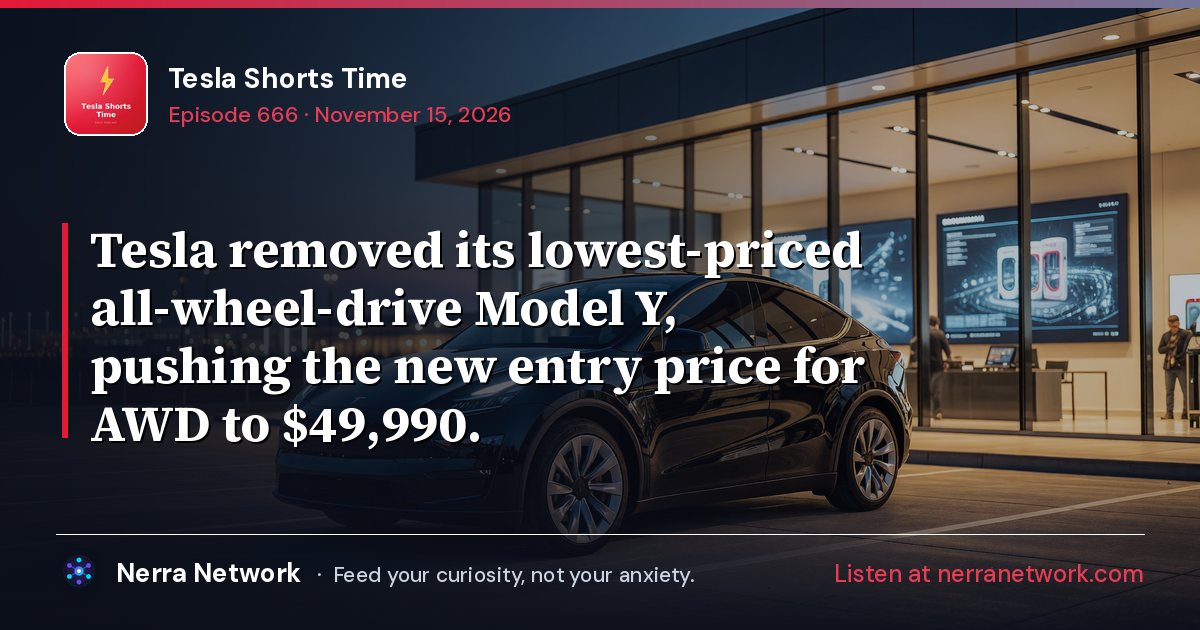 Tesla Shorts
Time
Tesla Shorts Time
Episode 666 · November 15, 2026
Tesla removed its lowest-priced
all-wheel-drive Model Y,
pushing the new entry price for
AWD to $49,990.
Nerra Network · Feed your curiosity, not your anxiety.
Listen at nerranetwork.com